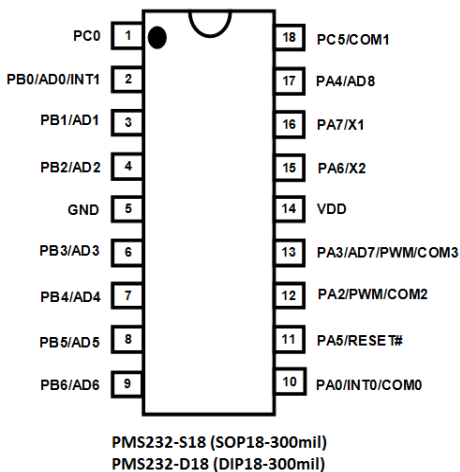 PC0 1 18 PC5/COM1
PB0/AD0/INT1 2 17 PA4/AD8
PB1/AD1 3 16 PA7/X1
PB2/AD2 4 15 PA6/X2
GND 5 14 VDD
PB3/AD3 6 13 PA3/AD7/PWM/COM3
PB4/AD4 7 12 PA2/PWM/COM2
PB5/AD5 8 11 PA5/RESET#
PB6/AD6 9 10 PA0/INT0/COM0
PMS232-S18 (SOP18-300mil)
PMS232-D18 (DIP18-300mil)